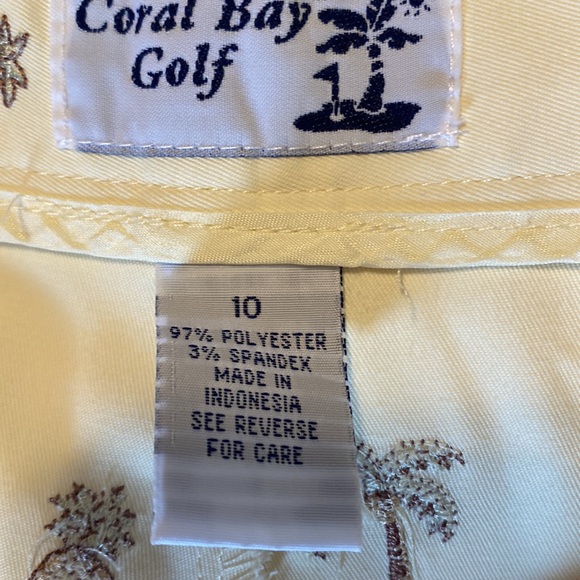 Coral Bay
Golf
10
97% POLYESTER
3% SPANDEX
MADE IN
INDONESIA
SEE REVERSE
FOR CARE